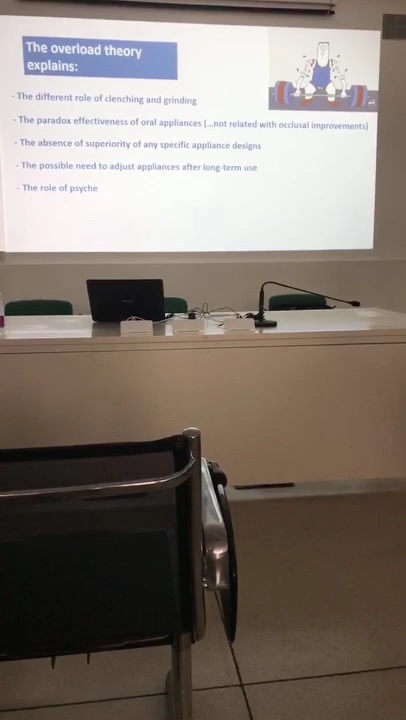 The overload theory
explains:
- The different role of clenching and grinding
- The paradox effectiveness of oral appliances (...not related with occlusal improvements)
- The absence of superiority of any specific appliance designs
- The possible need to adjust appliances after long-term use
- The role of psyche